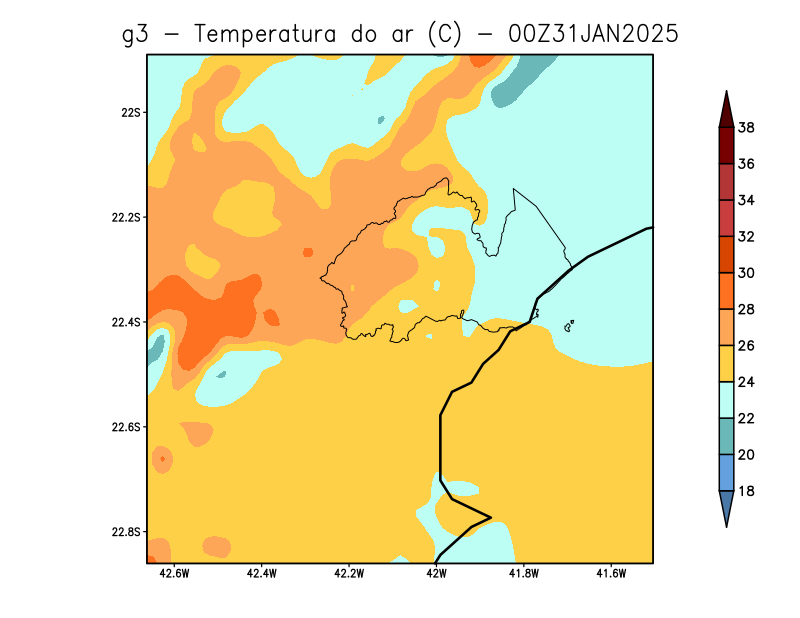 g3 – Temperatura do ar (C) – 00Z31JAN2025
22S
22.2S
22.4S
22.6S
22.8S
42.6W
42.4W
42.2W
42W
41.8W
41.6W
38
36
34
32
30
28
26
24
22
20
18